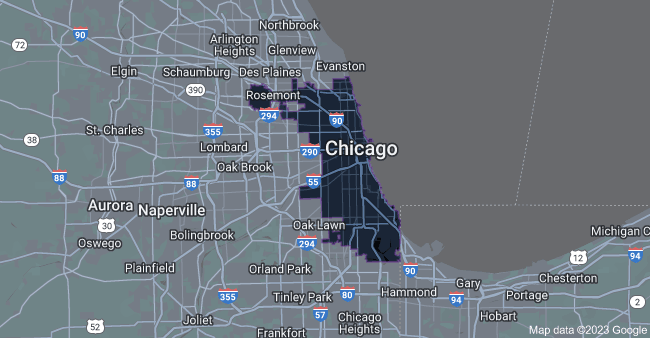 Northbrook
90
Arlington
Heights
72
Glenview
Evanston
Elgin
Schaumburg
Des Plaines
390
Rosemont
294
90
St. Charles
355
38
Lombard
290
Chicago
Oak Brook
88
88
55
Aurora
Naperville
30
Oak Lawn
Oswego
Bolingbrook
294
Michigan C
12
94
Plainfield
Orland Park
90
Gary
Chesterton
355
Tinley Park
80
Hammond
94
Portage
2
57
Chicago
Heights
Hobart
Joliet
52
Frankfort
Map data ©2023 Google